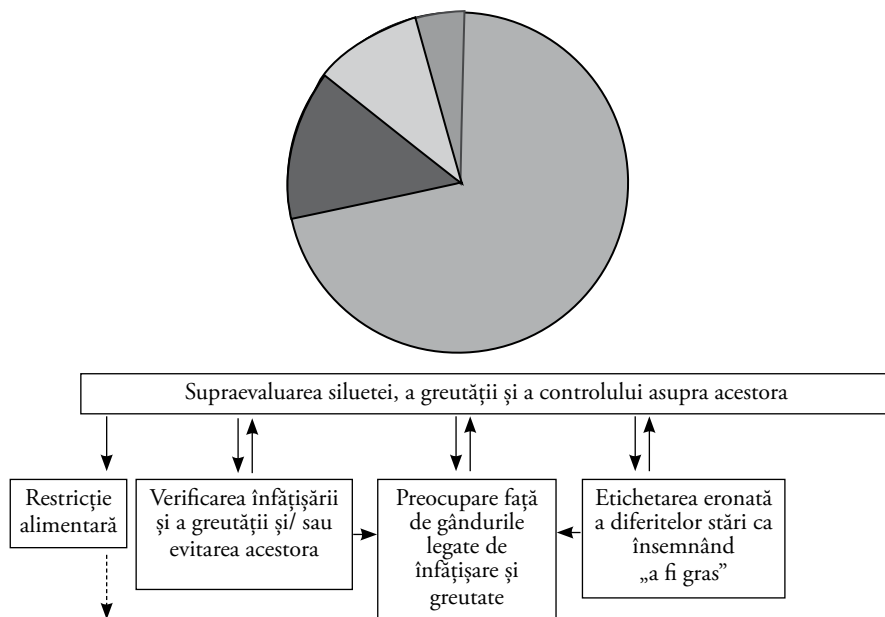 Supraevaluarea siluetei, a greutății și a controlului asupra acestora
Restricție
alimentară
Verificarea înfățișării
și a greutății și/ sau
evitarea acestora
Preocupare față
de gândurile
legate de
înfățișare și
greutate
Etichetarea eronată
a diferitelor stări ca
însemnând
„a fi gras”